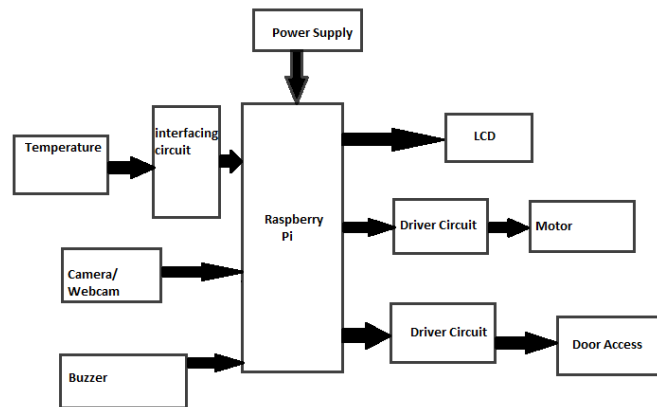 Power Supply
Temperature
interfacing
circuit
LCD
Raspberry
Pi
Driver Circuit
Motor
Camera/
Webcam
Driver Circuit
Door Access
Buzzer